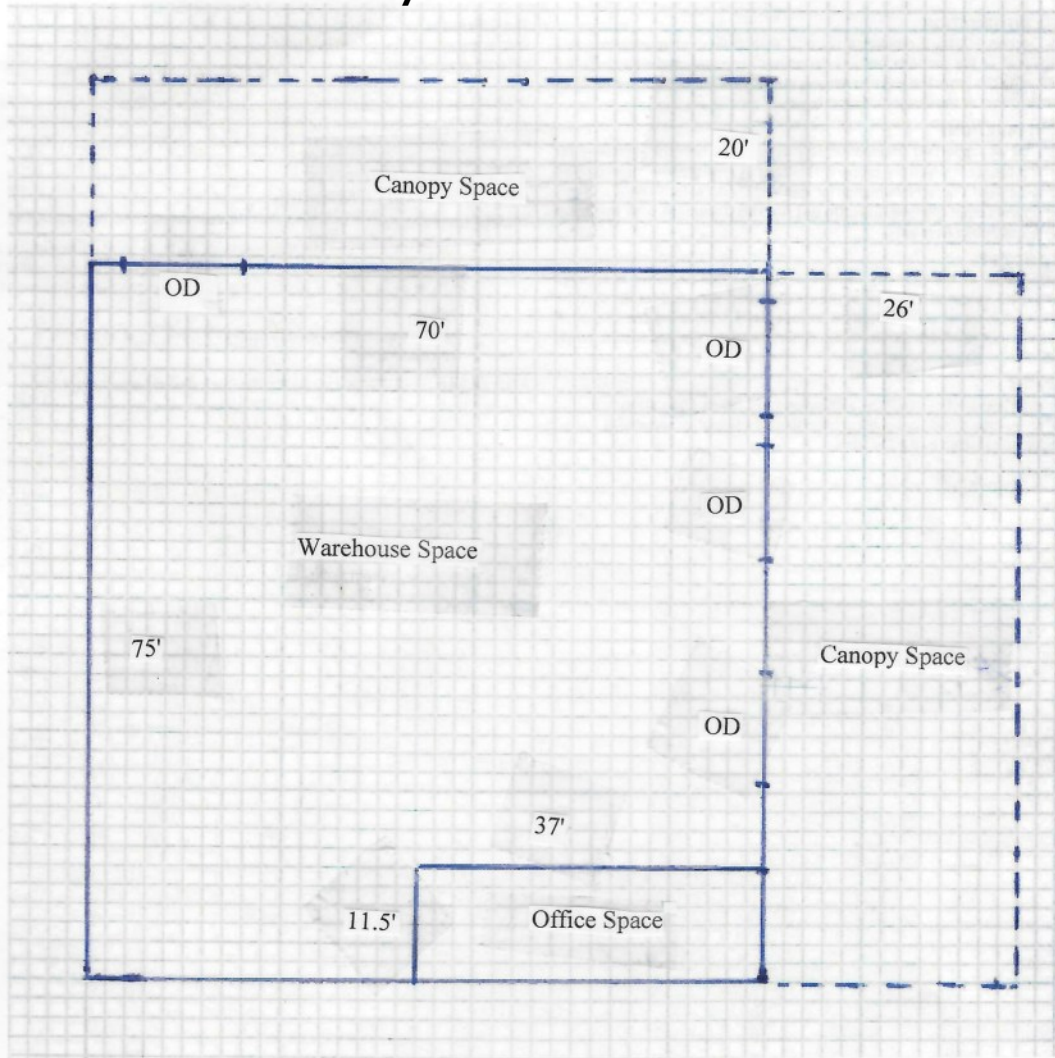 20'
Canopy Space
OD
26'
70'
OD
OD
Warehouse Space
75'
Canopy Space
OD
37'
11.5'
Office Space